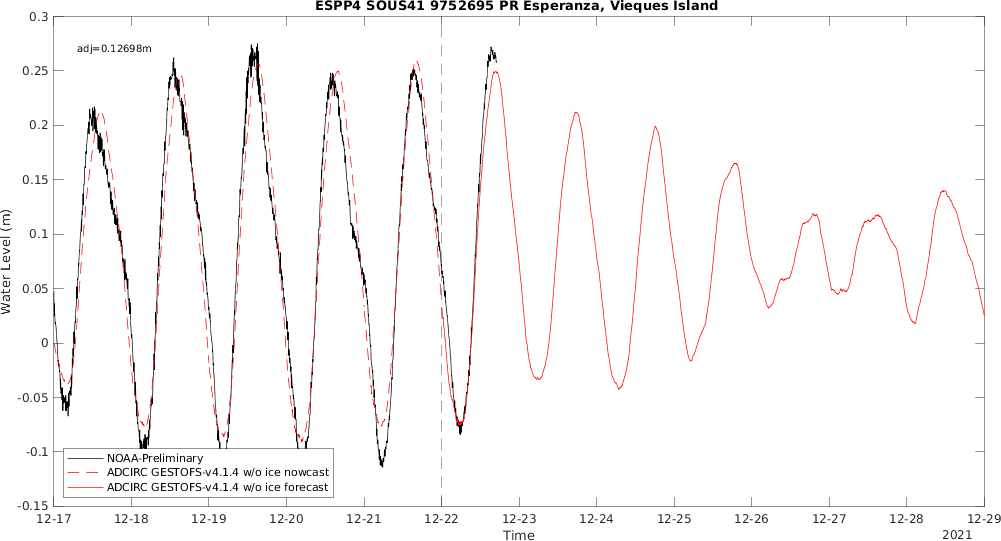 ESPP4 SOUS41 9752695 PR Esperanza, Vieques Island
adj=0.12698m
0.3
0.25
0.2
0.15
0.1
0.05
0
-0.05
-0.1
-0.15
Water Level (m)
NOAA-Preliminary
ADCIRC GESTOFS-v4.1.4 w/o ice nowcast
ADCIRC GESTOFS-v4.1.4 w/o ice forecast
12-17 12-18 12-19 12-20 12-21 12-22 12-23 12-24 12-25 12-26 12-27 12-28 12-29
Time
2021